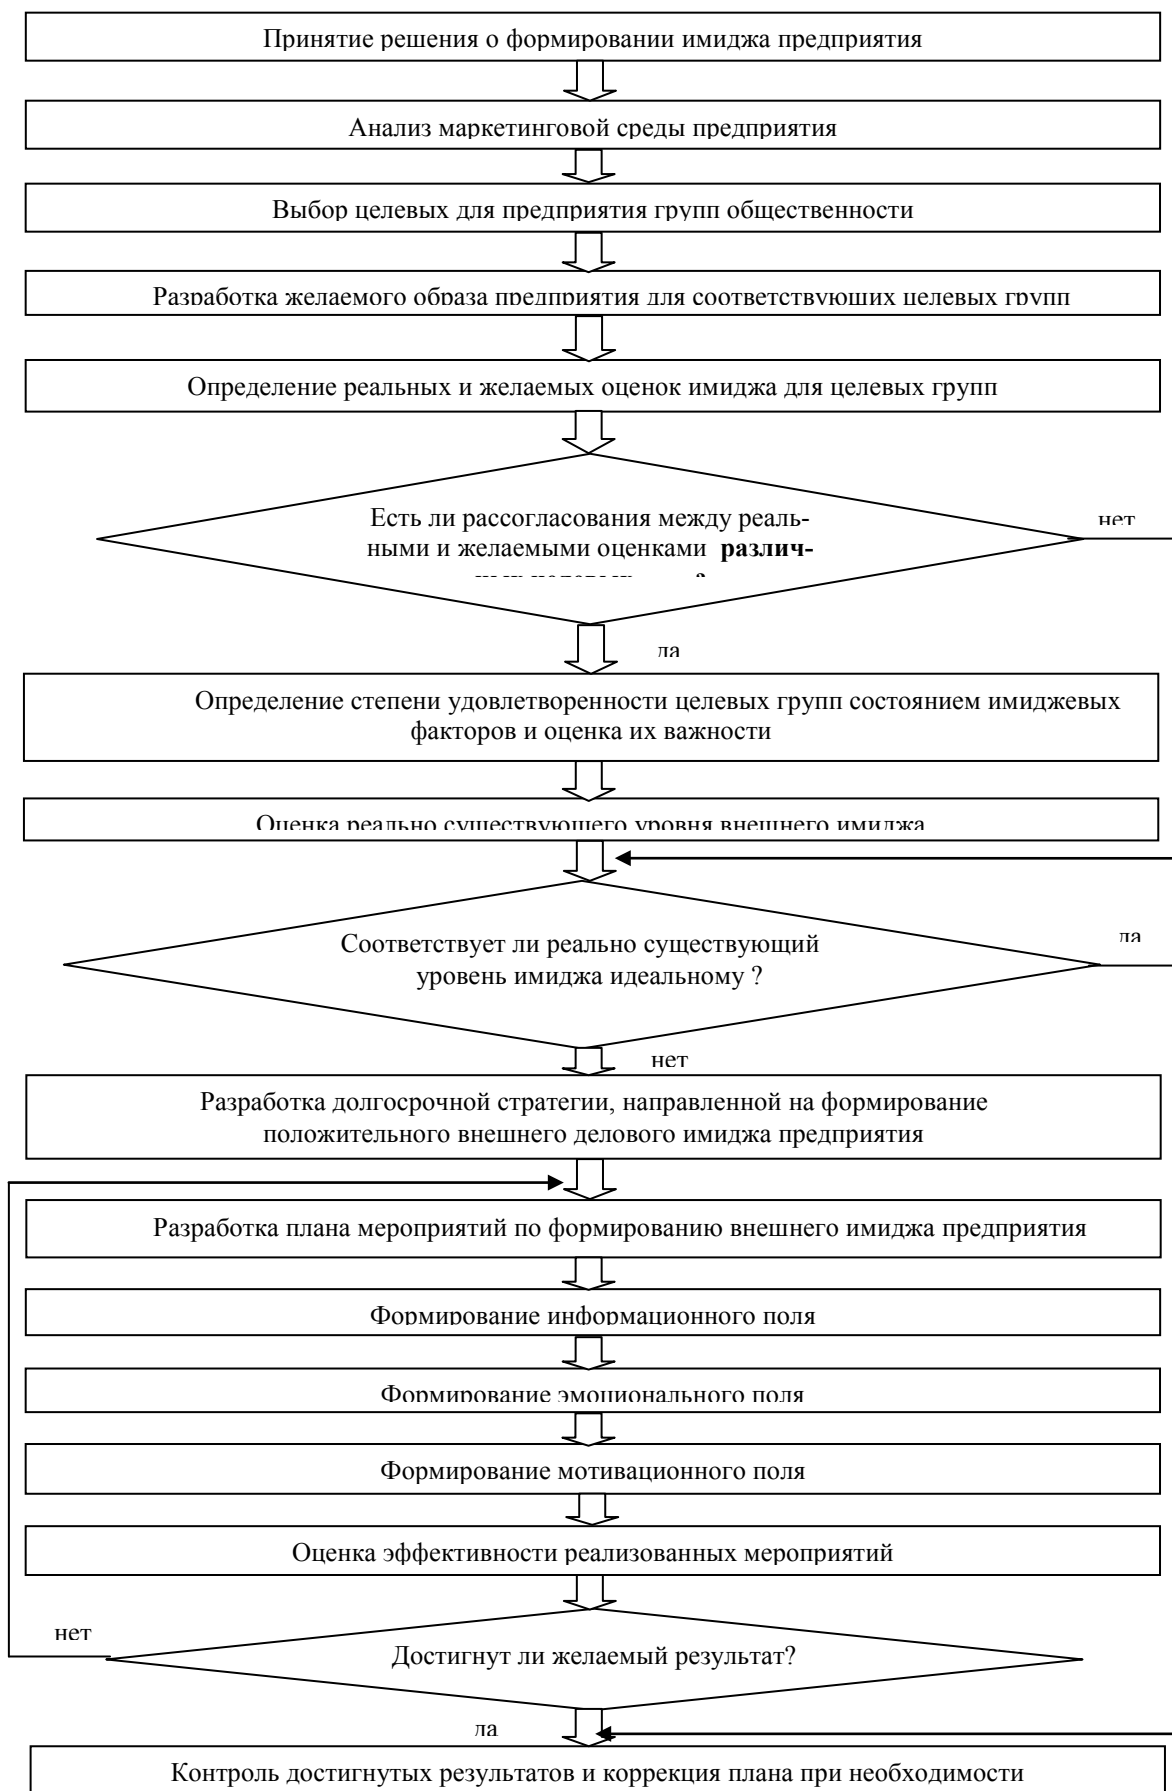 Принятие решения о формировании имиджа предприятия
Анализ маркетинговой среды предприятия
Выбор целевых для предприятия групп общественности
Разработка желаемого образа предприятия для соответствующих целевых групп
Определение реальных и желаемых оценок имиджа для целевых групп
Есть ли рассогласования между реаль-
ными и желаемыми оценками различ-
нет
да
Определение степени удовлетворенности целевых групп состоянием имиджевых
факторов и оценка их важности
Оценка реально существующего уровня внешнего имиджа
Соответствует ли реально существующий
уровень имиджа идеальному ?
да
нет
Разработка долгосрочной стратегии, направленной на формирование
положительного внешнего делового имиджа предприятия
Разработка плана мероприятий по формированию внешнего имиджа предприятия
Формирование информационного поля
Формирование эмоционального поля
Формирование мотивационного поля
Оценка эффективности реализованных мероприятий
нет
Достигнут ли желаемый результат?
да
Контроль достигнутых результатов и коррекция плана при необходимости